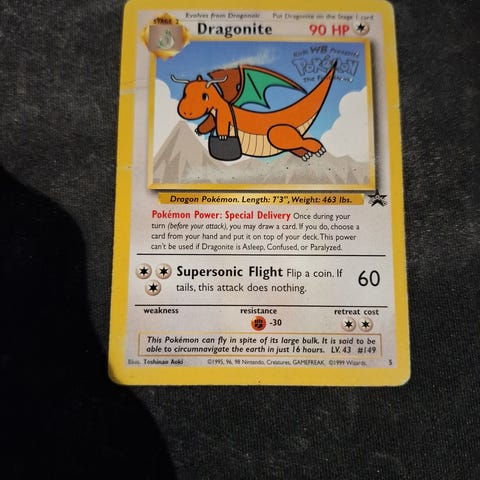 Evolves from Dragonair
Put Dragonite on the Stage 1 card
STAGE 2
Dragonite
90 HP
Kids WB Presents
POKéMON
The First Movie
Dragon Pokémon. Length: 7'3", Weight: 463 lbs.
Pokémon Power: Special Delivery Once during your
turn (before your attack), you may draw a card. If you do, choose a
card from your hand and put it on top of your deck. This power
can't be used if Dragonite is Asleep, Confused, or Paralyzed.
Supersonic Flight Flip a coin. If
tails, this attack does nothing.
60
weakness
resistance
retreat cost
-30
This Pokémon can fly in spite of its large bulk. It is said to be
able to circumnavigate the earth in just 16 hours. LV. 43 #149
Illus. Toshinao Aoki
©1995, 96, 98 Nintendo, Creatures, GAMEFREAK. ©1999 Wizards.
5